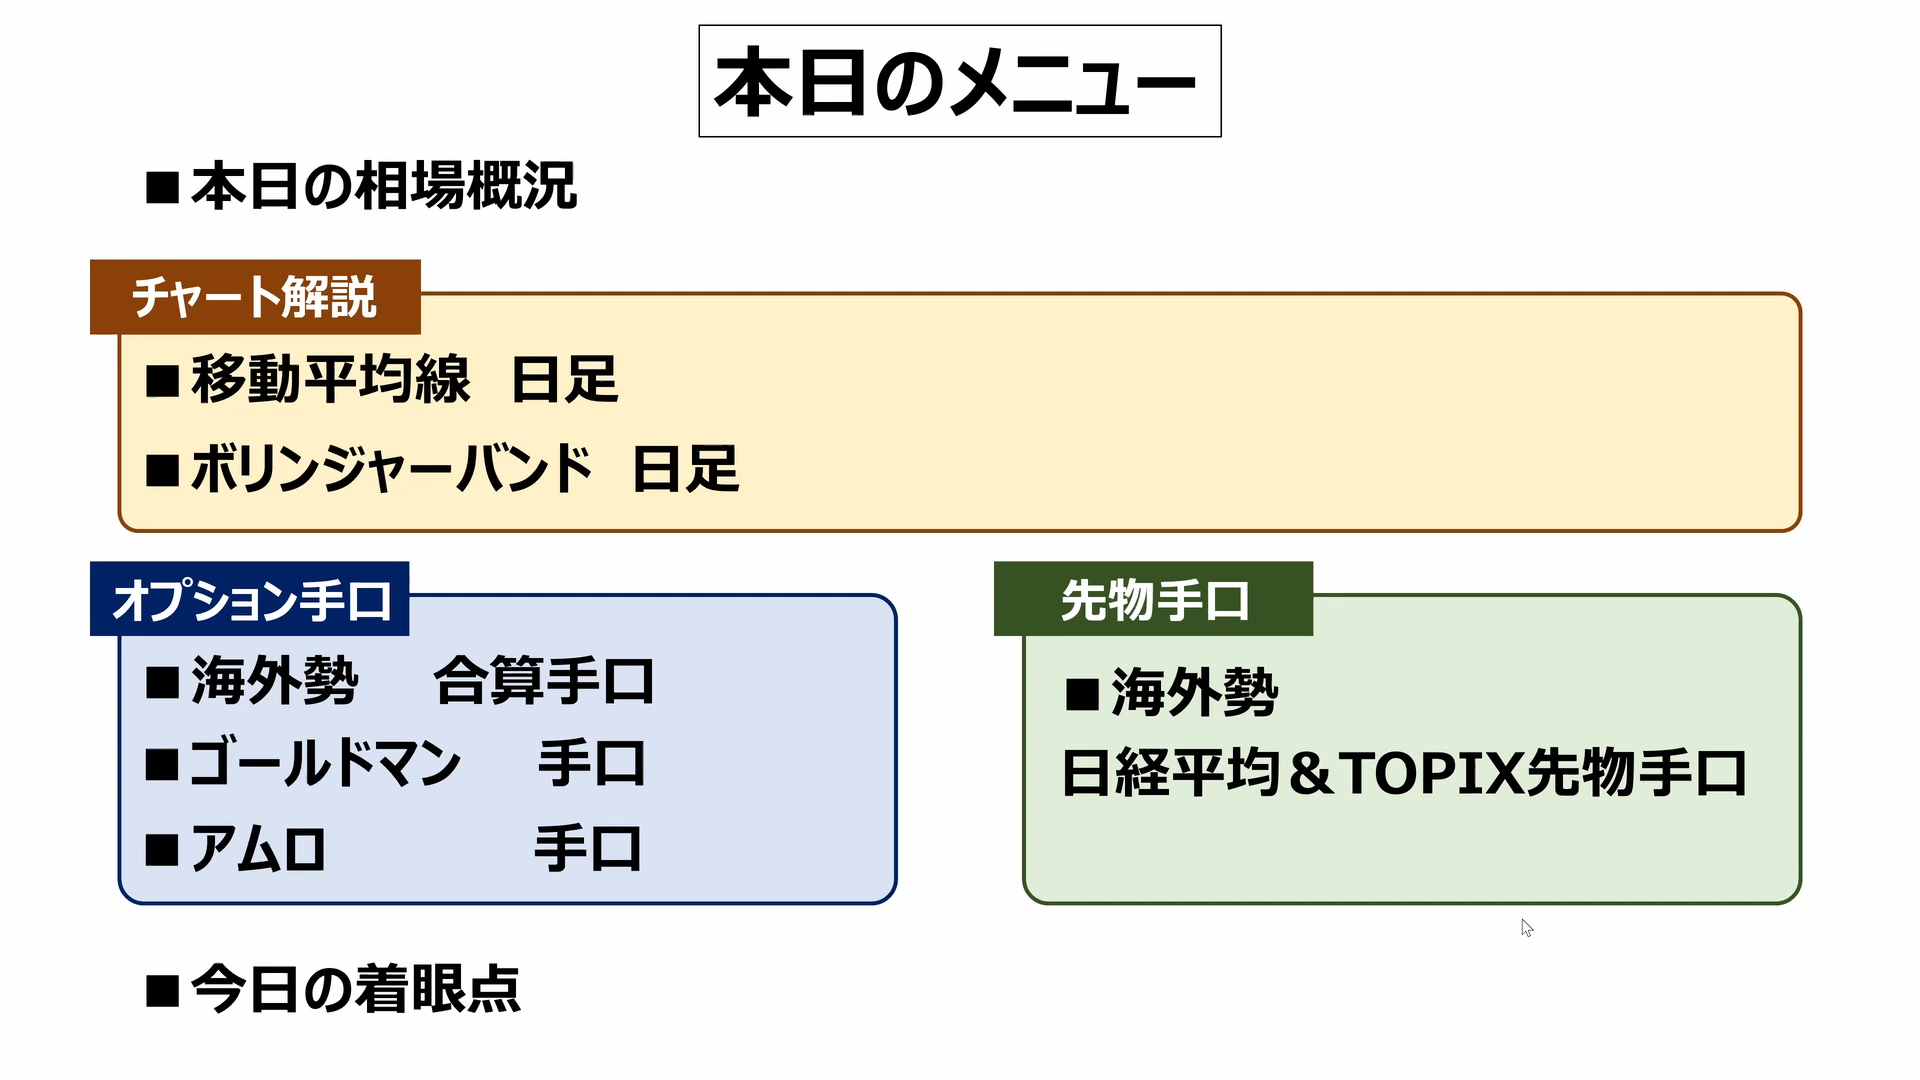 本日のメニュー
■本日の相場概況
チャート解説
■移動平均線　日足
■ボリンジャーバンド　日足
オプション手口
■海外勢　合算手口
■ゴールドマン　手口
■アムロ　手口
先物手口
■海外勢
日経平均＆TOPIX先物手口
■今日の着眼点